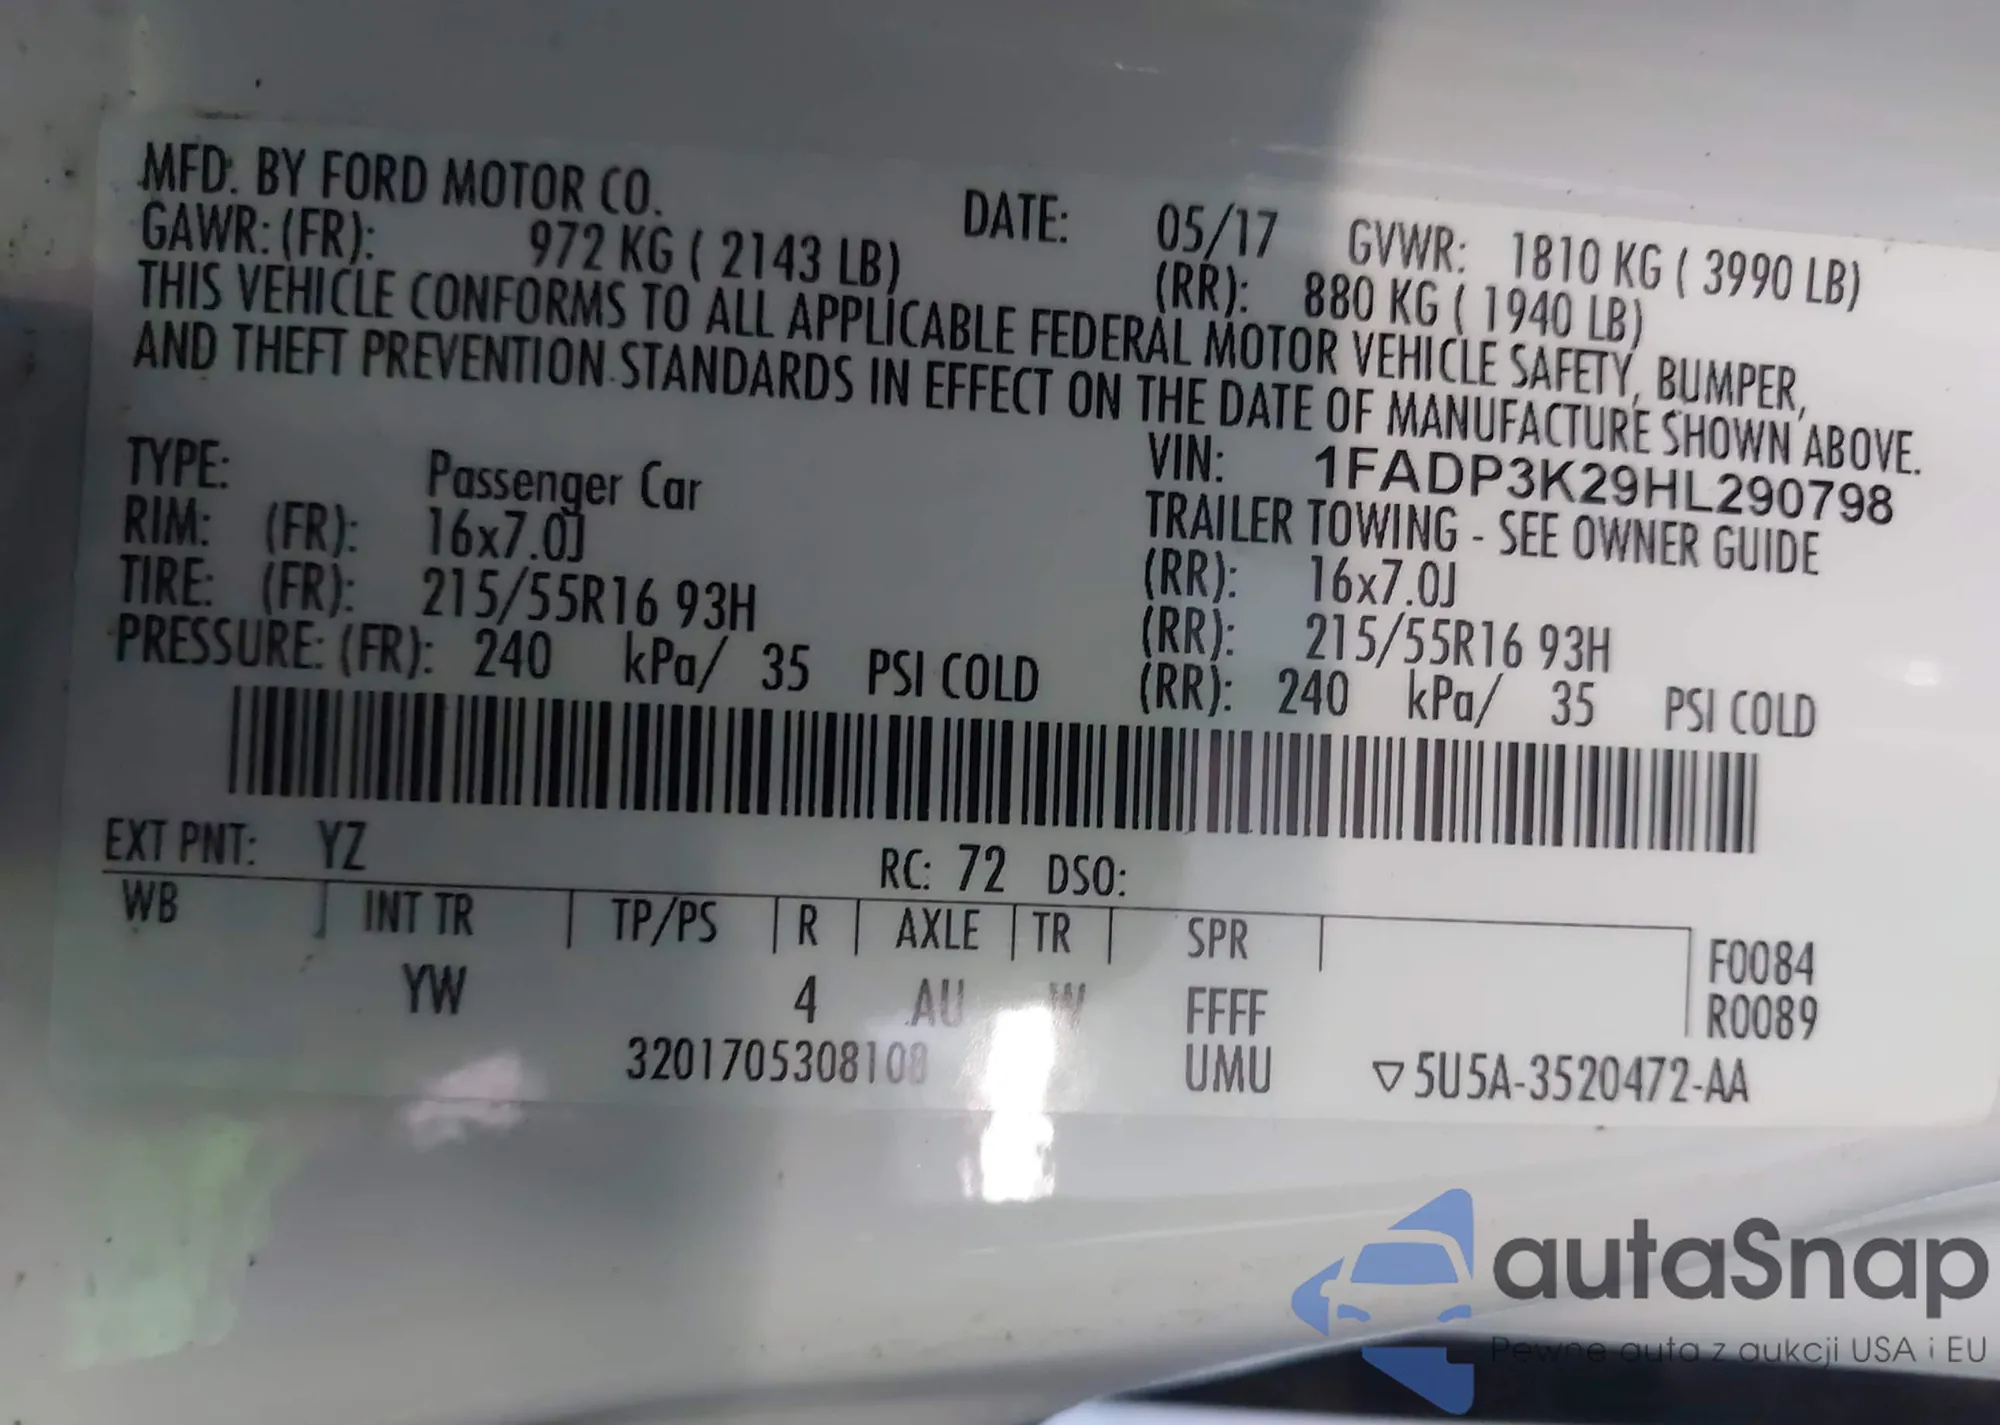 MFD. BY FORD MOTOR CO. DATE: 05/17 GVWR: 1810 KG ( 3990 LB)
GAWR: (FR): 972 KG ( 2143 LB) (RR): 880 KG ( 1940 LB)
THIS VEHICLE CONFORMS TO ALL APPLICABLE FEDERAL MOTOR VEHICLE SAFETY, BUMPER,
AND THEFT PREVENTION STANDARDS IN EFFECT ON THE DATE OF MANUFACTURE SHOWN ABOVE.
VIN: 1FADP3K29HL290798
TYPE: Passenger Car TRAILER TOWING - SEE OWNER GUIDE
RIM: (FR): 16x7.0J (RR): 16x7.0J
TIRE: (FR): 215/55R16 93H (RR): 215/55R16 93H
PRESSURE: (FR): 240 kPa/ 35 PSI COLD (RR): 240 kPa/ 35 PSI COLD
EXT PNT: YZ RC: 72 DSO:
WB INT TR TP/PS R AXLE TR SPR F0084
YW 4 AU W FFFF R0089
3201705308108 UMU ▽5U5A-3520472-AA
autaSnap
Pewne auta z aukcji USA i EU